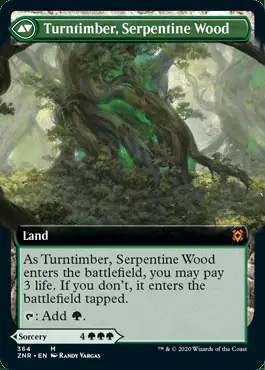 Turntimber, Serpentine Wood
Land
As Turntimber, Serpentine Wood
enters the battlefield, you may pay
3 life. If you don't, it enters the
battlefield tapped.
: Add .
Sorcery 4
364 M
ZNR • EN RANDY VARGAS
™ & © 2020 Wizards of the Coast